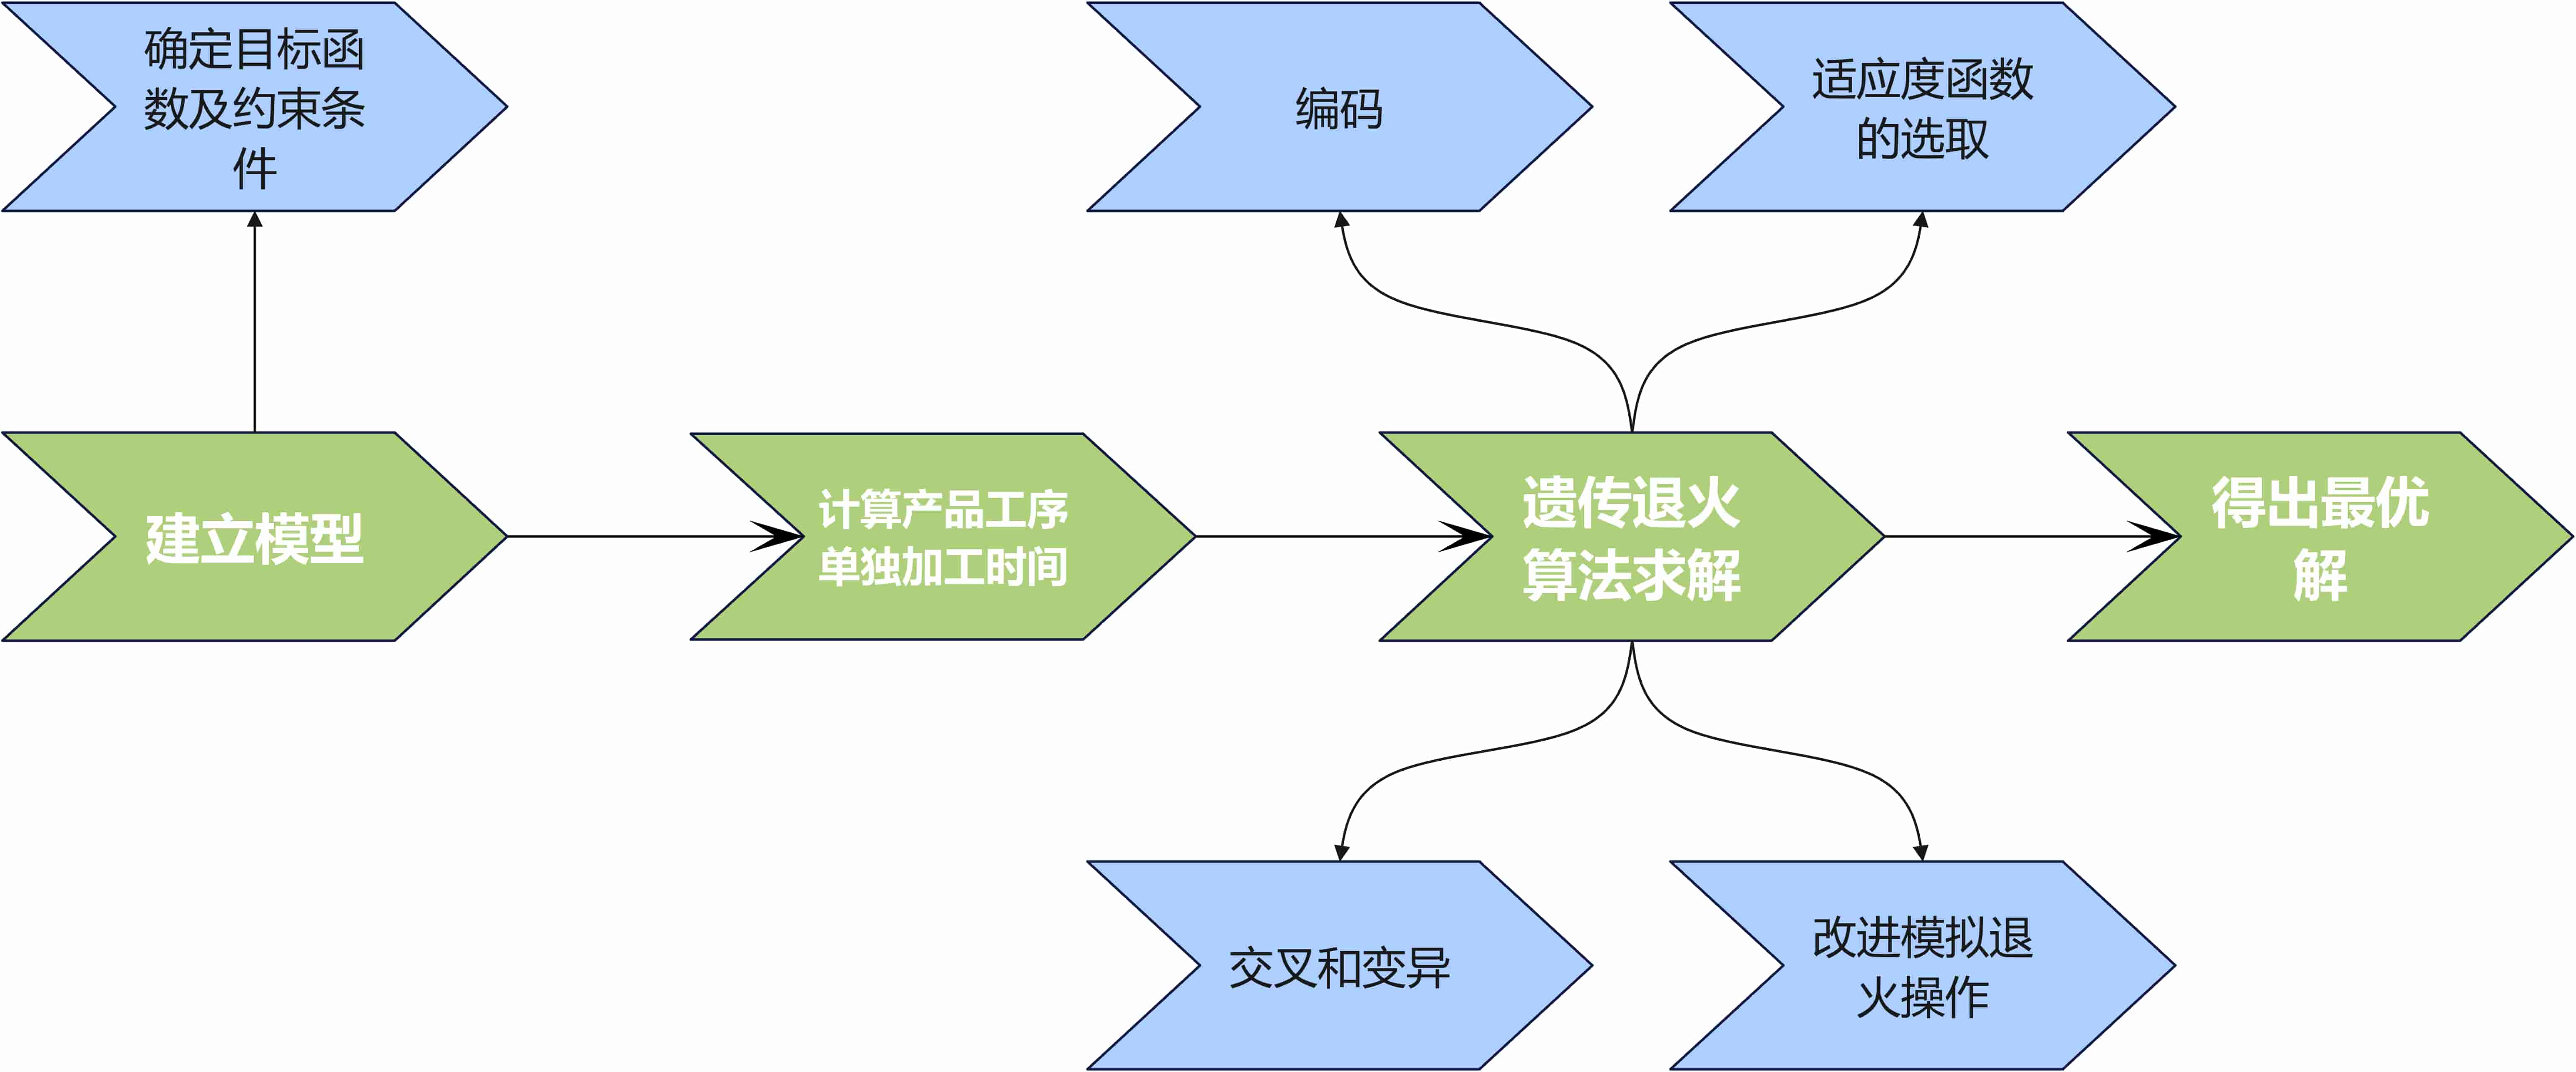 确定目标函
数及约束条
件
编码
适应度函数
的选取
建立模型
计算产品工序
单独加工时间
遗传退火
算法求解
得出最优
解
交叉和变异
改进模拟退
火操作